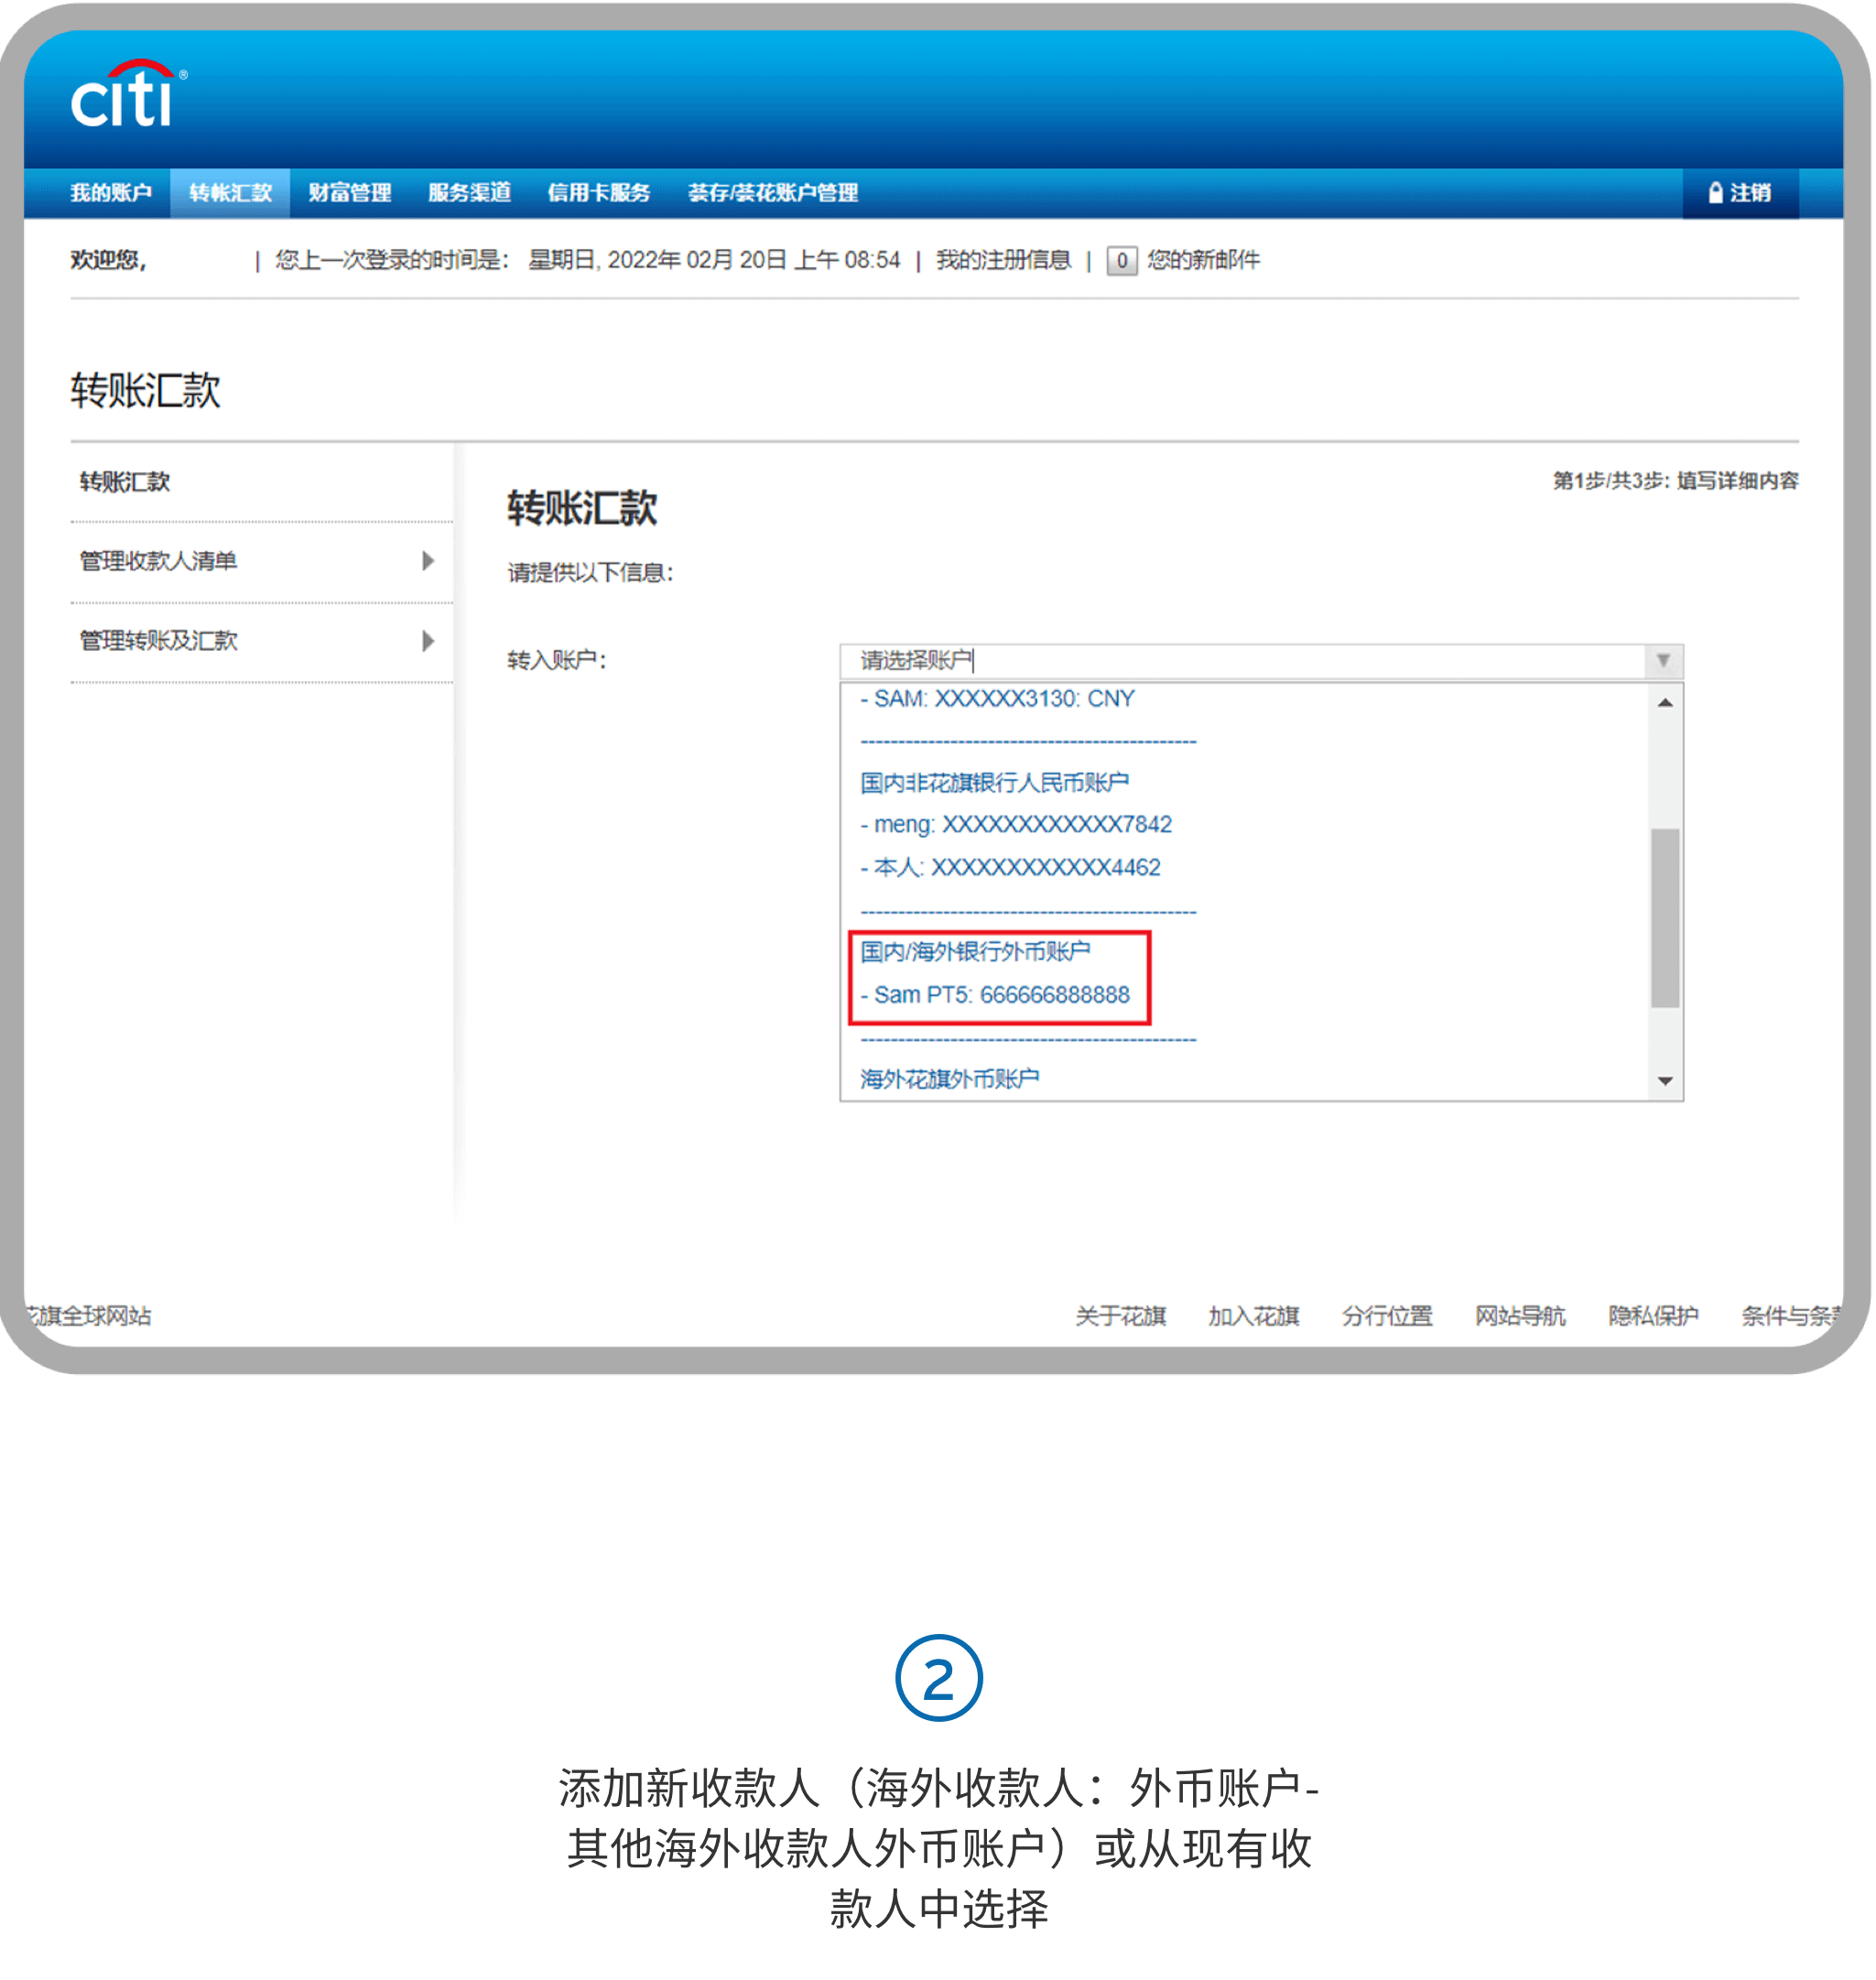 citi®
我的账户 转帐汇款 财富管理 服务渠道 信用卡服务 荟存/荟花账户管理 注销
欢迎您, | 您上一次登录的时间是： 星期日, 2022年 02月 20日 上午 08:54 | 我的注册信息 | 0 您的新邮件
转账汇款
转账汇款
管理收款人清单
管理转账及汇款
第1步/共3步: 填写详细内容
转账汇款
请提供以下信息：
转入账户： 请选择账户
- SAM: XXXXXX3130: CNY
---------------------------------------------
国内非花旗银行人民币账户
- meng: XXXXXXXXXXXX7842
- 本人: XXXXXXXXXXXX4462
---------------------------------------------
国内/海外银行外币账户
- Sam PT5: 666666888888
---------------------------------------------
海外花旗外币账户
花旗全球网站 关于花旗 加入花旗 分行位置 网站导航 隐私保护 条件与条款
2
添加新收款人（海外收款人：外币账户-
其他海外收款人外币账户）或从现有收
款人中选择